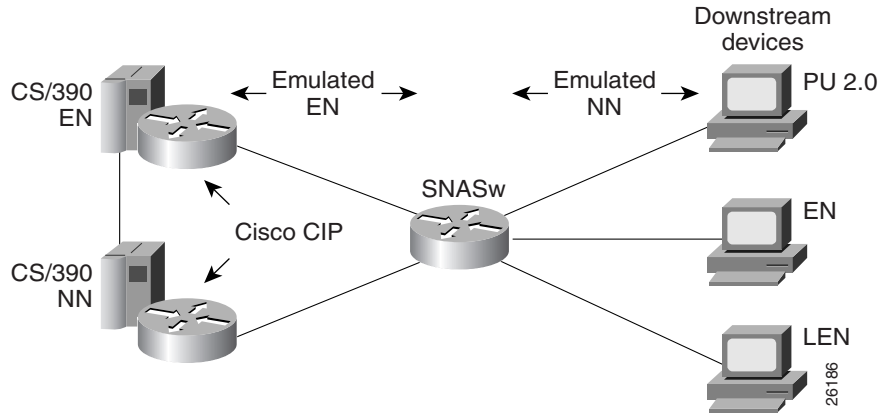 Downstream
devices
CS/390
EN
Emulated
EN
Emulated
NN
PU 2.0
SNASw
EN
Cisco CIP
CS/390
NN
LEN
26186